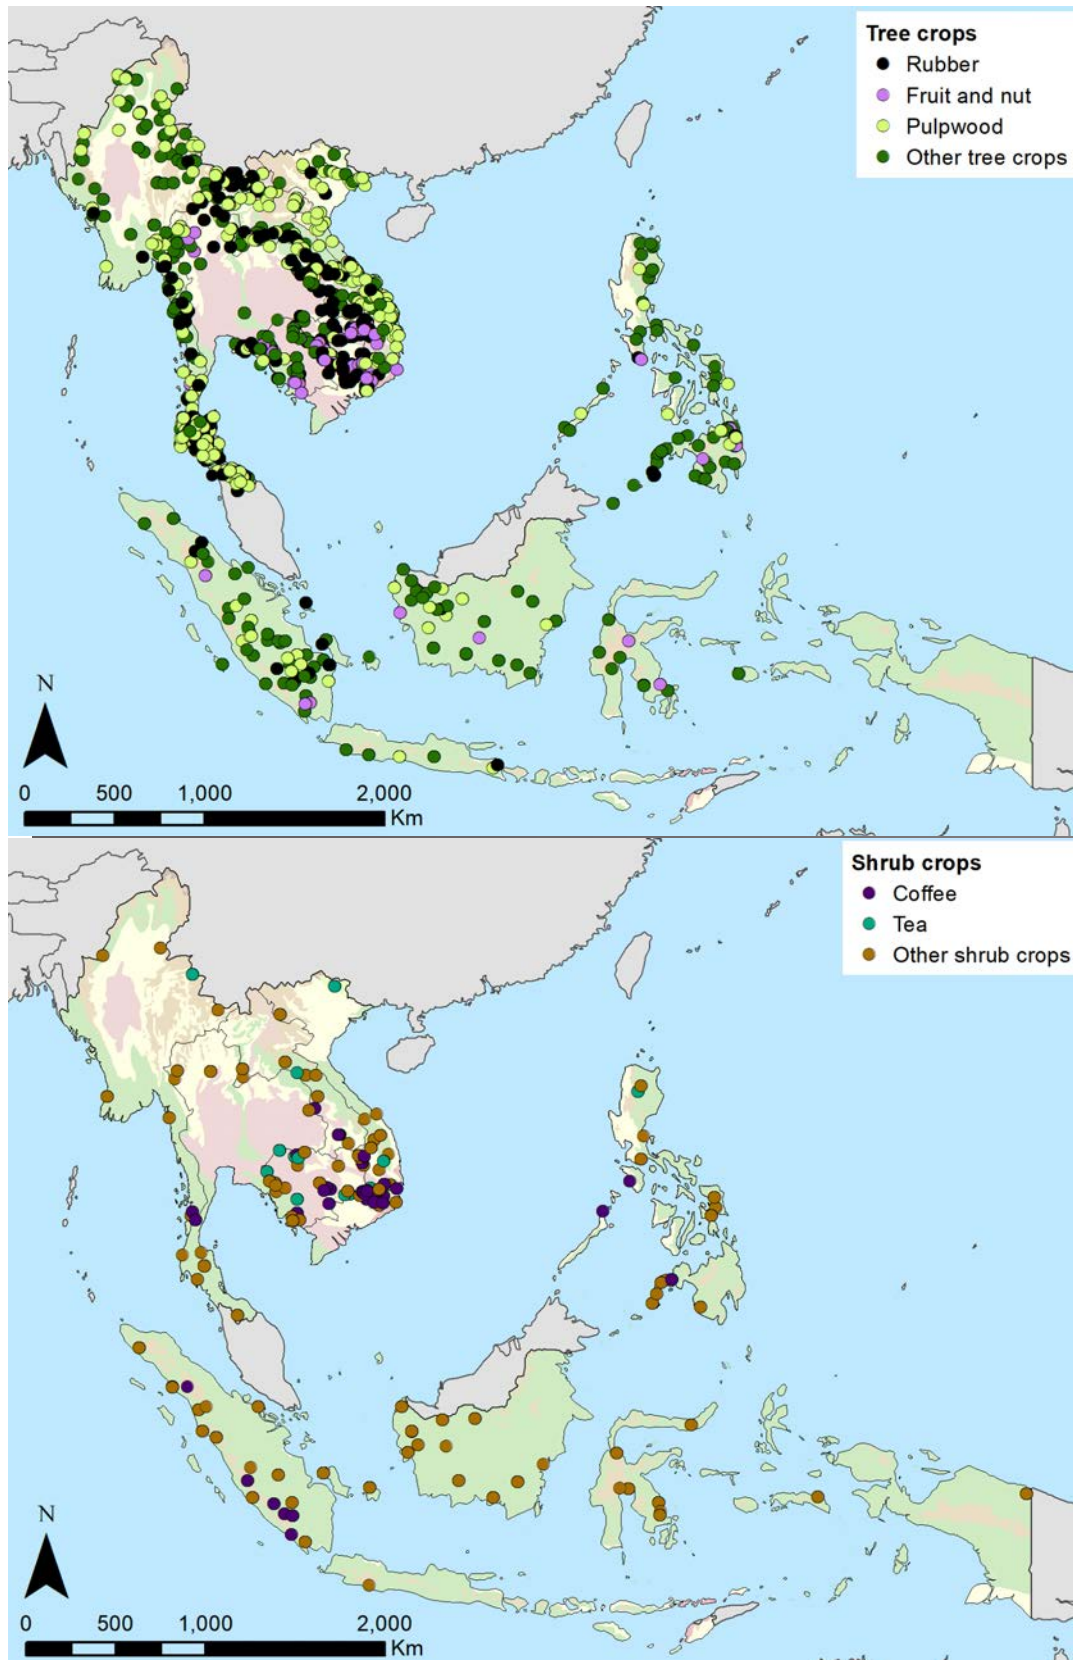 Tree crops
Rubber
Fruit and nut
Pulpwood
Other tree crops
N
0 500 1,000 2,000
Km
Shrub crops
Coffee
Tea
Other shrub crops
N
0 500 1,000 2,000
Km